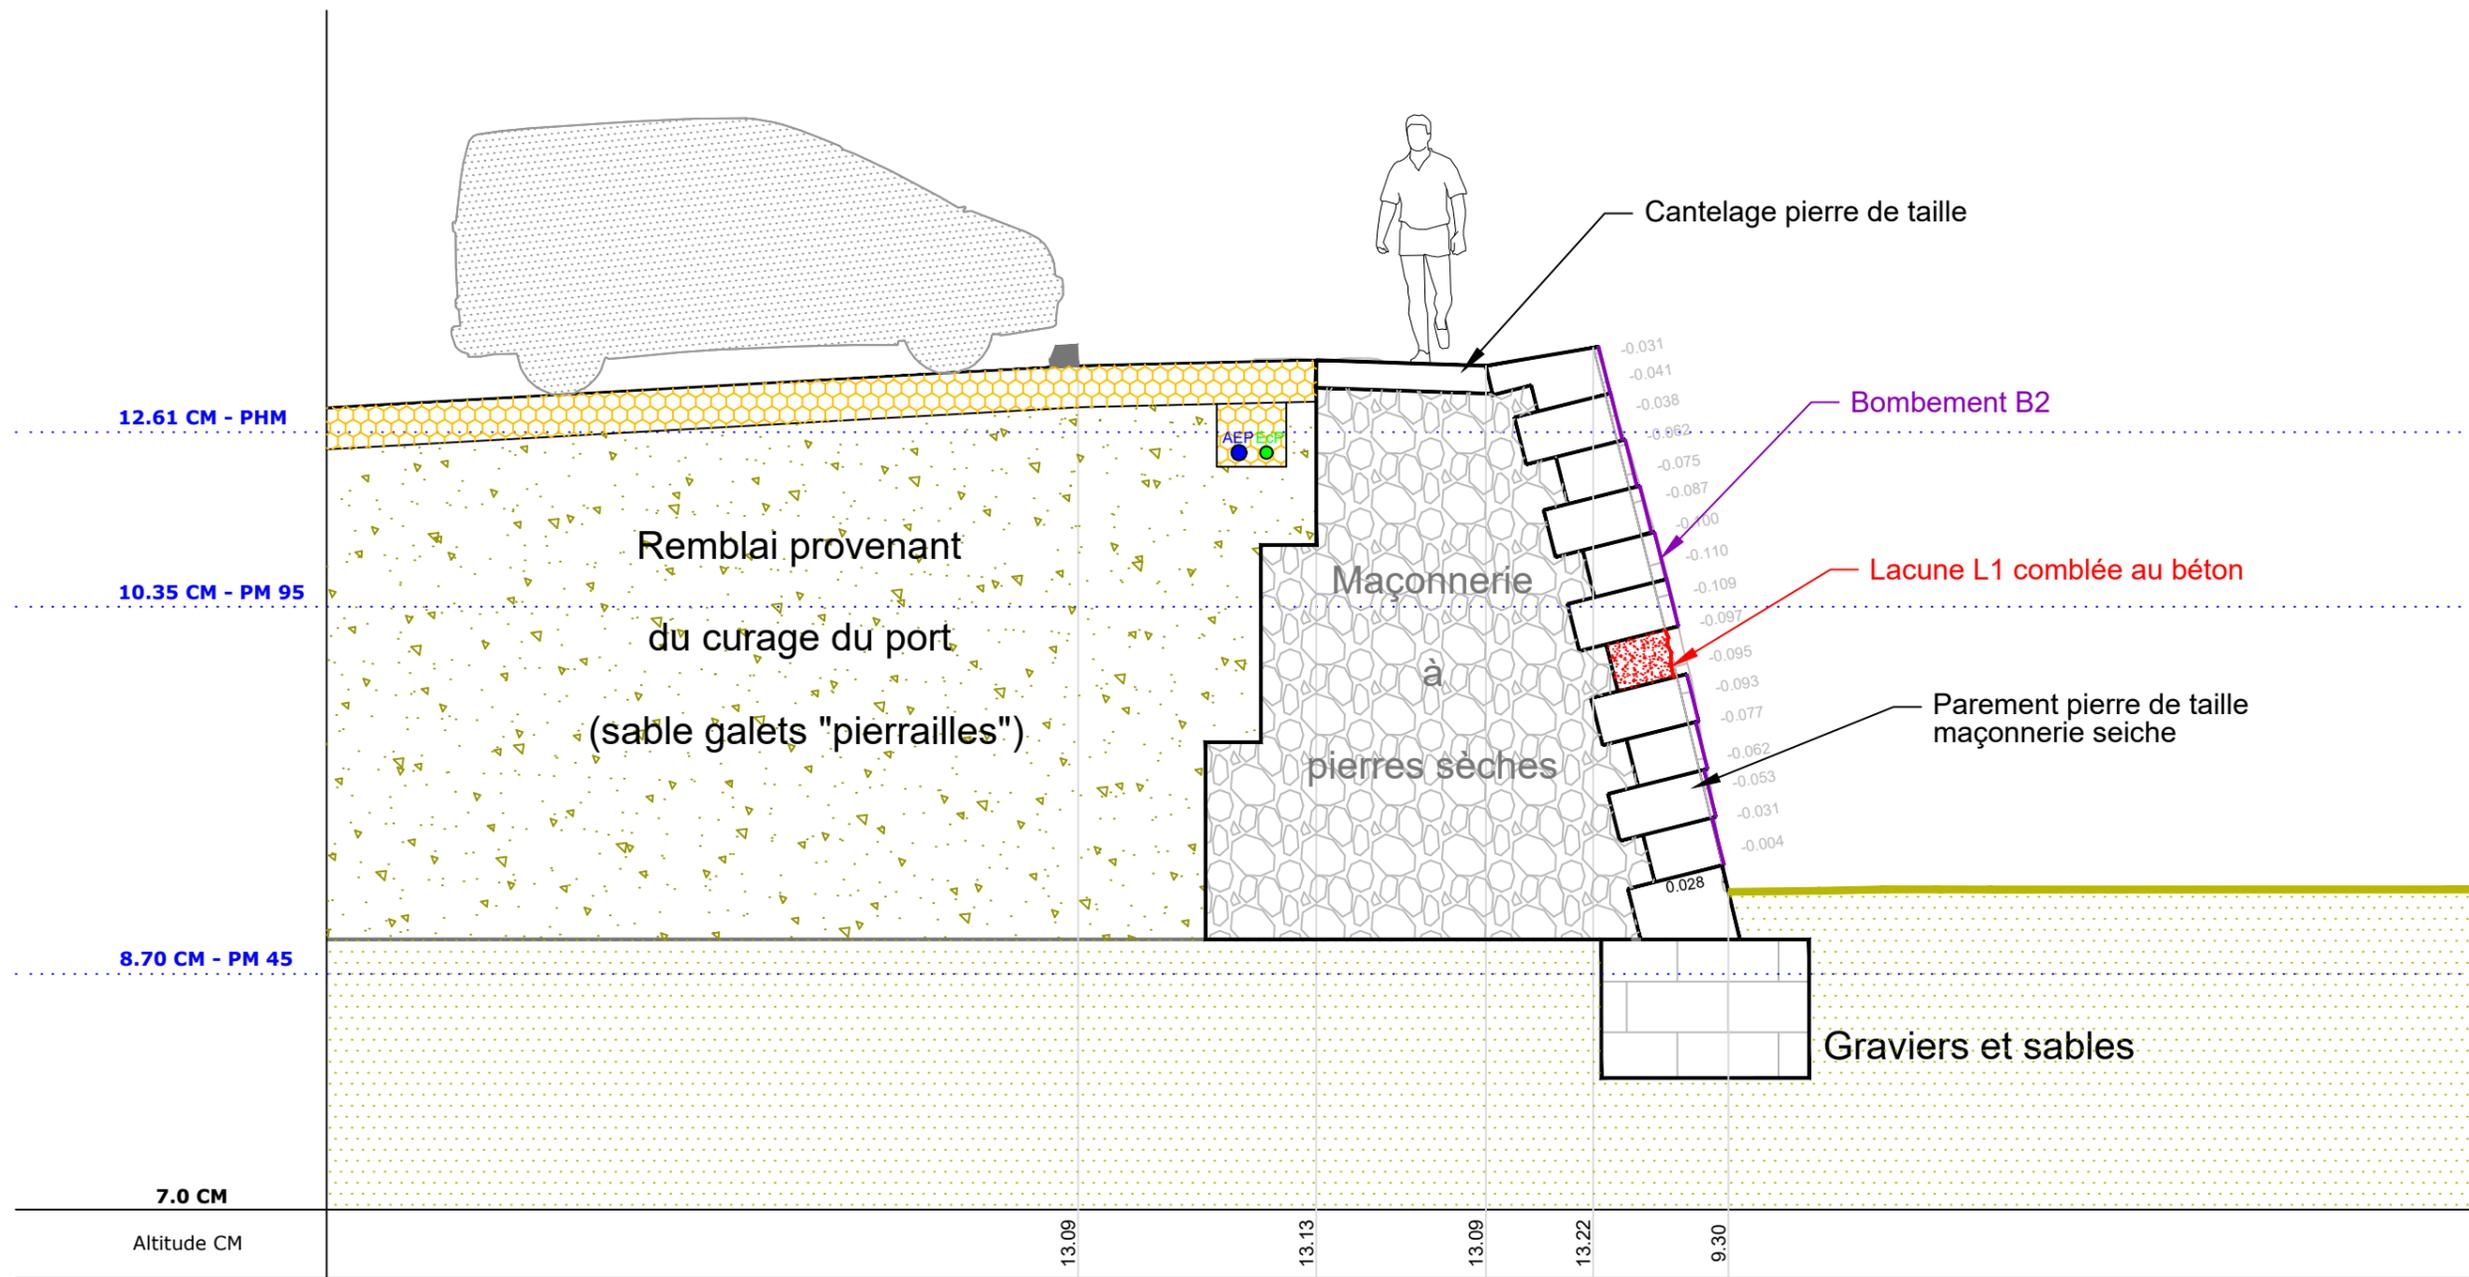 Cantelage pierre de taille
-0.031
-0.041
-0.038
-0.062
-0.075
-0.087
-0.100
-0.110
-0.109
-0.097
-0.095
-0.093
-0.077
-0.062
-0.053
-0.031
-0.004
0.028
12.61 CM - PHM
AEP EcP
Bombement B2
10.35 CM - PM 95
Remblai provenant
du curage du port
(sable galets "pierrailles")
Maçonnerie
à
pierres sèches
Lacune L1 comblée au béton
Parement pierre de taille
maçonnerie seiche
8.70 CM - PM 45
Graviers et sables
7.0 CM
Altitude CM
13.09
13.13
13.09
13.22
9.30